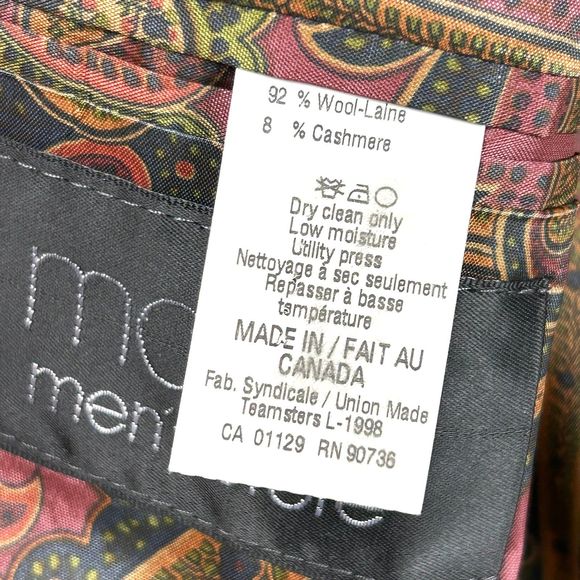 92 % Wool-Laine
8 % Cashmere
Dry clean only
Low moisture
Utility press
Nettoyage à sec seulement
Repasser à basse
température
MADE IN / FAIT AU
CANADA
Fab. Syndicale / Union Made
Teamsters L-1998
CA 01129 RN 90736
men's